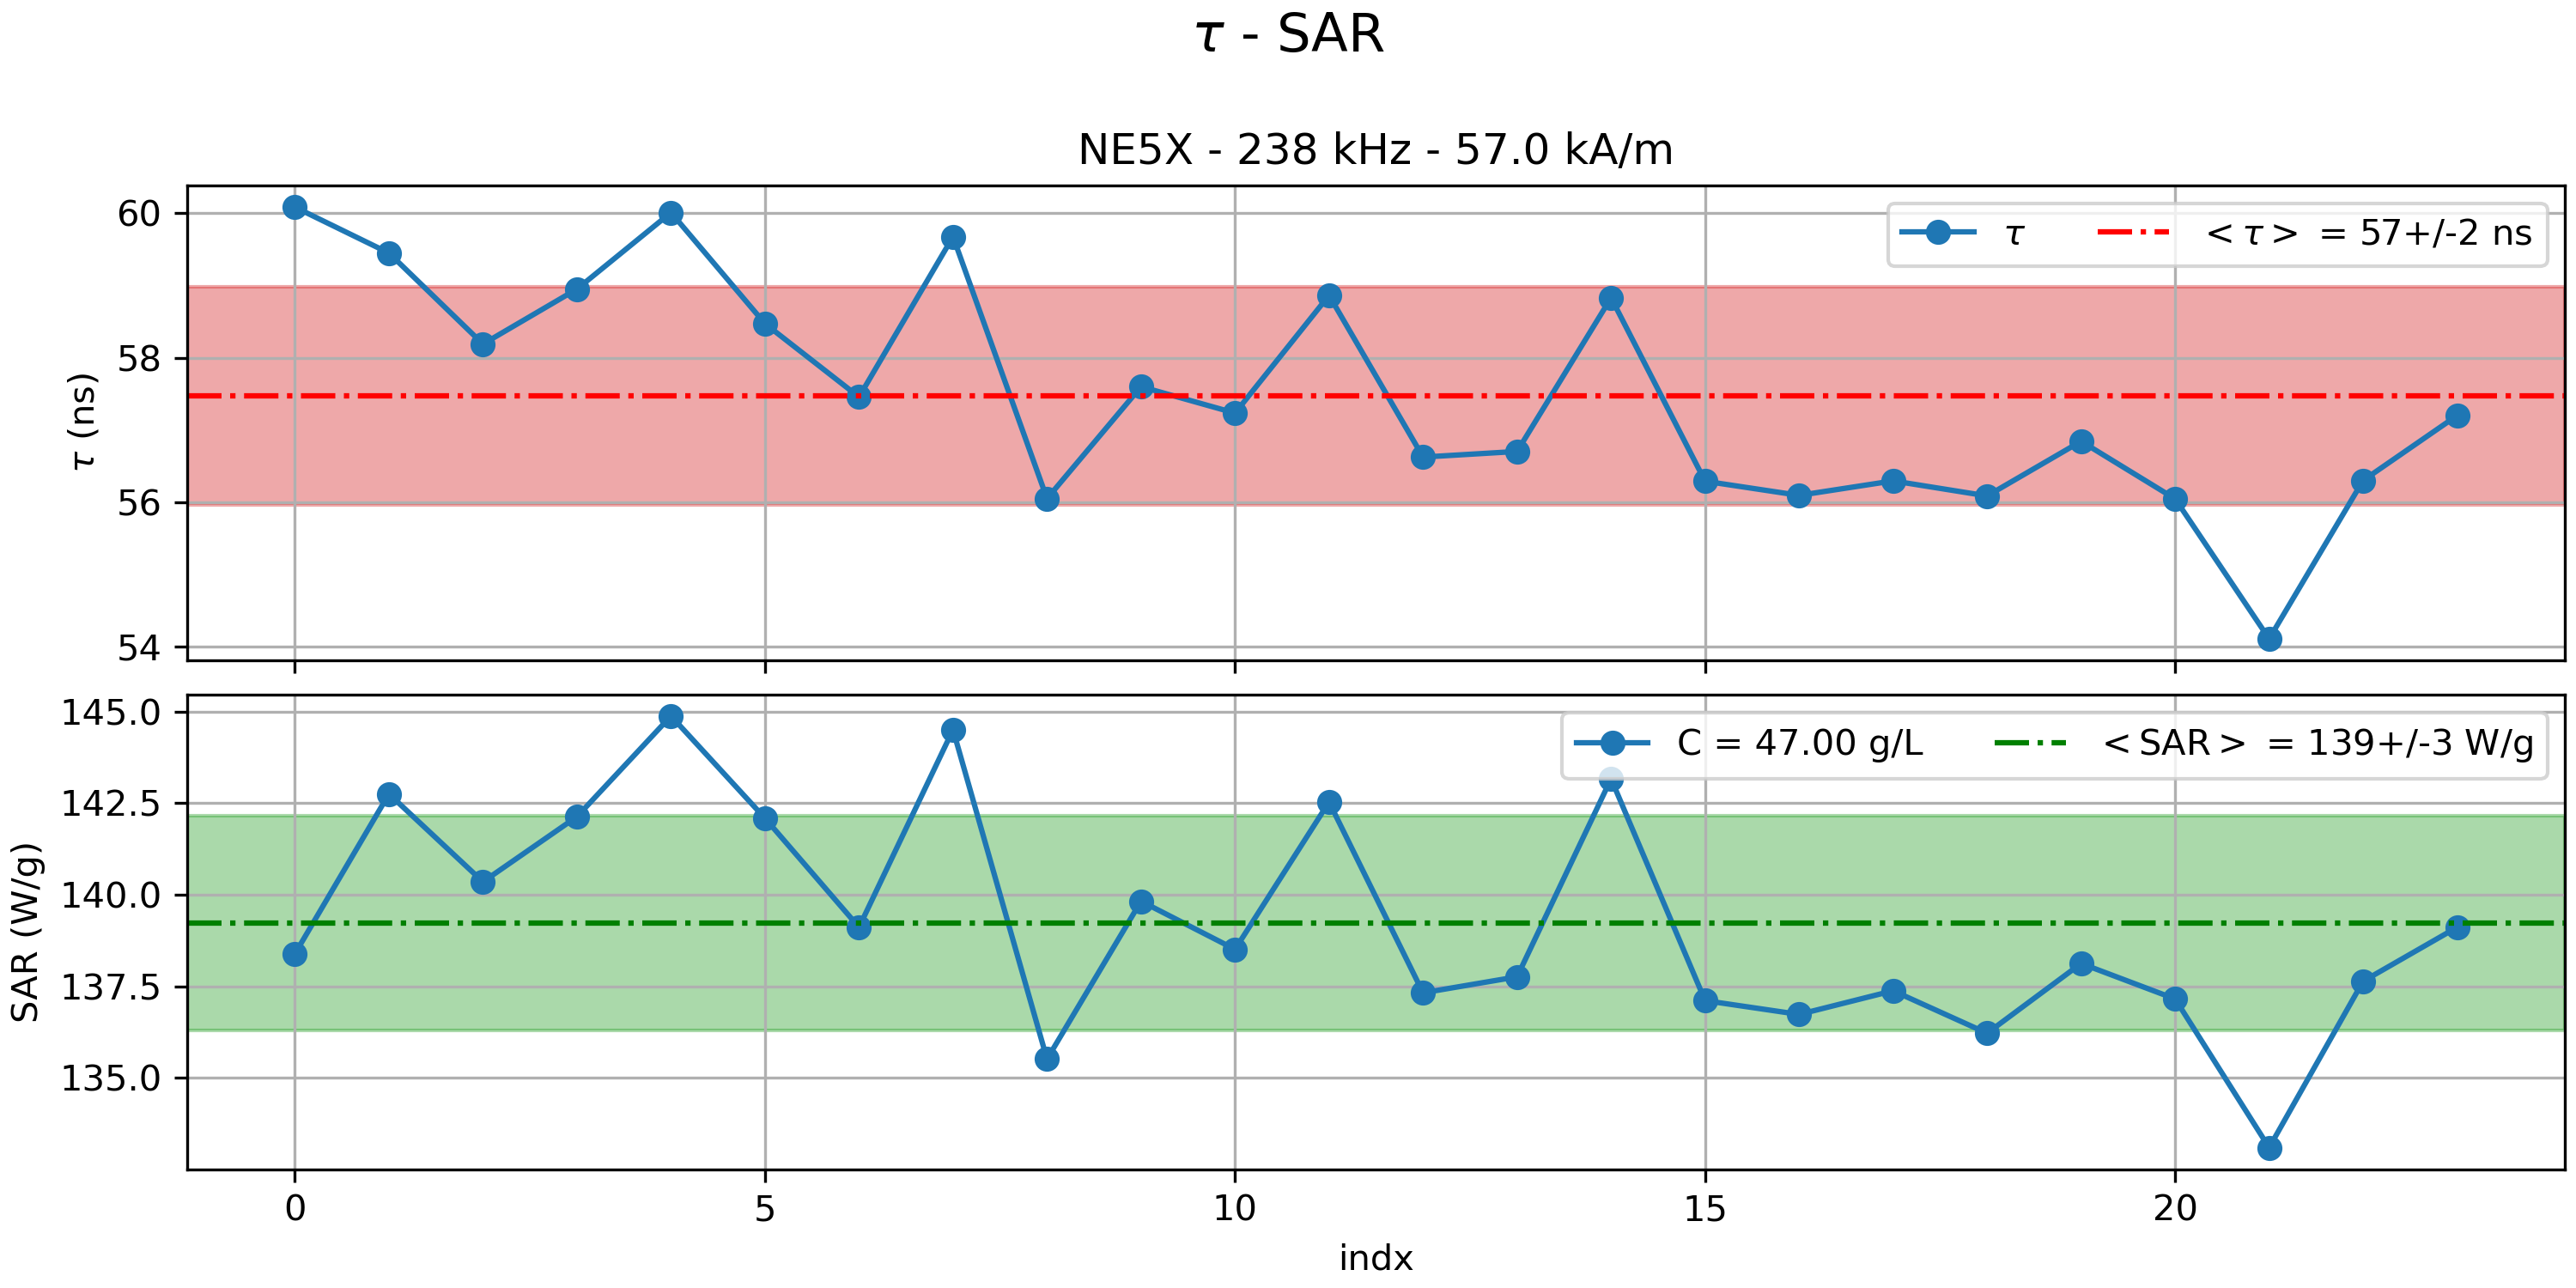 τ - SAR
NE5X - 238 kHz - 57.0 kA/m
τ <τ> = 57+/-2 ns
60
58
56
54
τ (ns)
C = 47.00 g/L <SAR> = 139+/-3 W/g
145.0
142.5
140.0
137.5
135.0
SAR (W/g)
0 5 10 15 20
indx